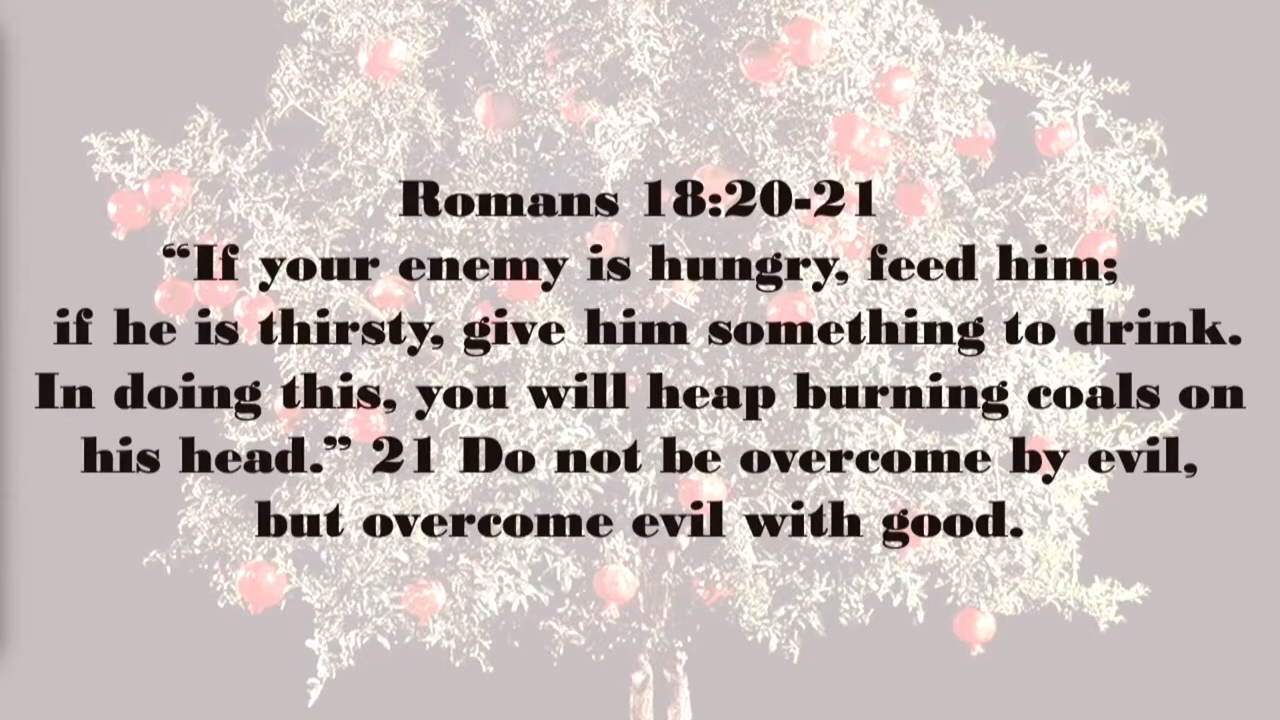 Romans 18:20-21
“If your enemy is hungry, feed him;
if he is thirsty, give him something to drink.
In doing this, you will heap burning coals on
his head.” 21 Do not be overcome by evil,
but overcome evil with good.